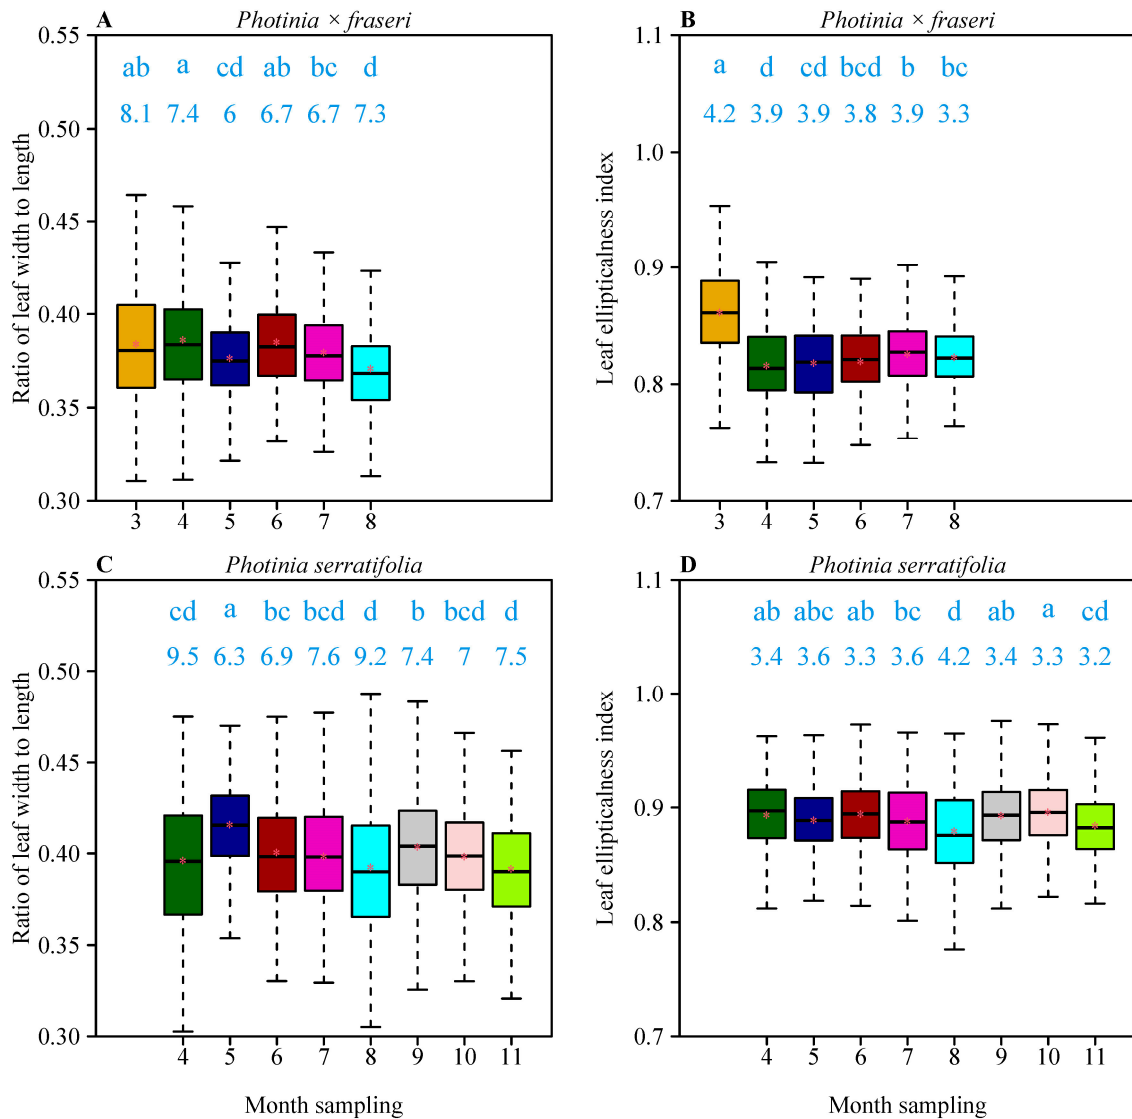 A Photinia × fraseri
0.55
ab a cd ab bc d
8.1 7.4 6 6.7 6.7 7.3
0.50
0.45
0.40
0.35
0.30
Ratio of leaf width to length
3 4 5 6 7 8
B Photinia × fraseri
1.1
a d cd bcd b bc
4.2 3.9 3.9 3.8 3.9 3.3
1.0
0.9
0.8
0.7
Leaf ellipticalness index
3 4 5 6 7 8
C Photinia serratifolia
0.55
cd a bc bcd d b bcd d
9.5 6.3 6.9 7.6 9.2 7.4 7 7.5
0.50
0.45
0.40
0.35
0.30
Ratio of leaf width to length
4 5 6 7 8 9 10 11
Month sampling
D Photinia serratifolia
1.1
ab abc ab bc d ab a cd
3.4 3.6 3.3 3.6 4.2 3.4 3.3 3.2
1.0
0.9
0.8
0.7
Leaf ellipticalness index
4 5 6 7 8 9 10 11
Month sampling